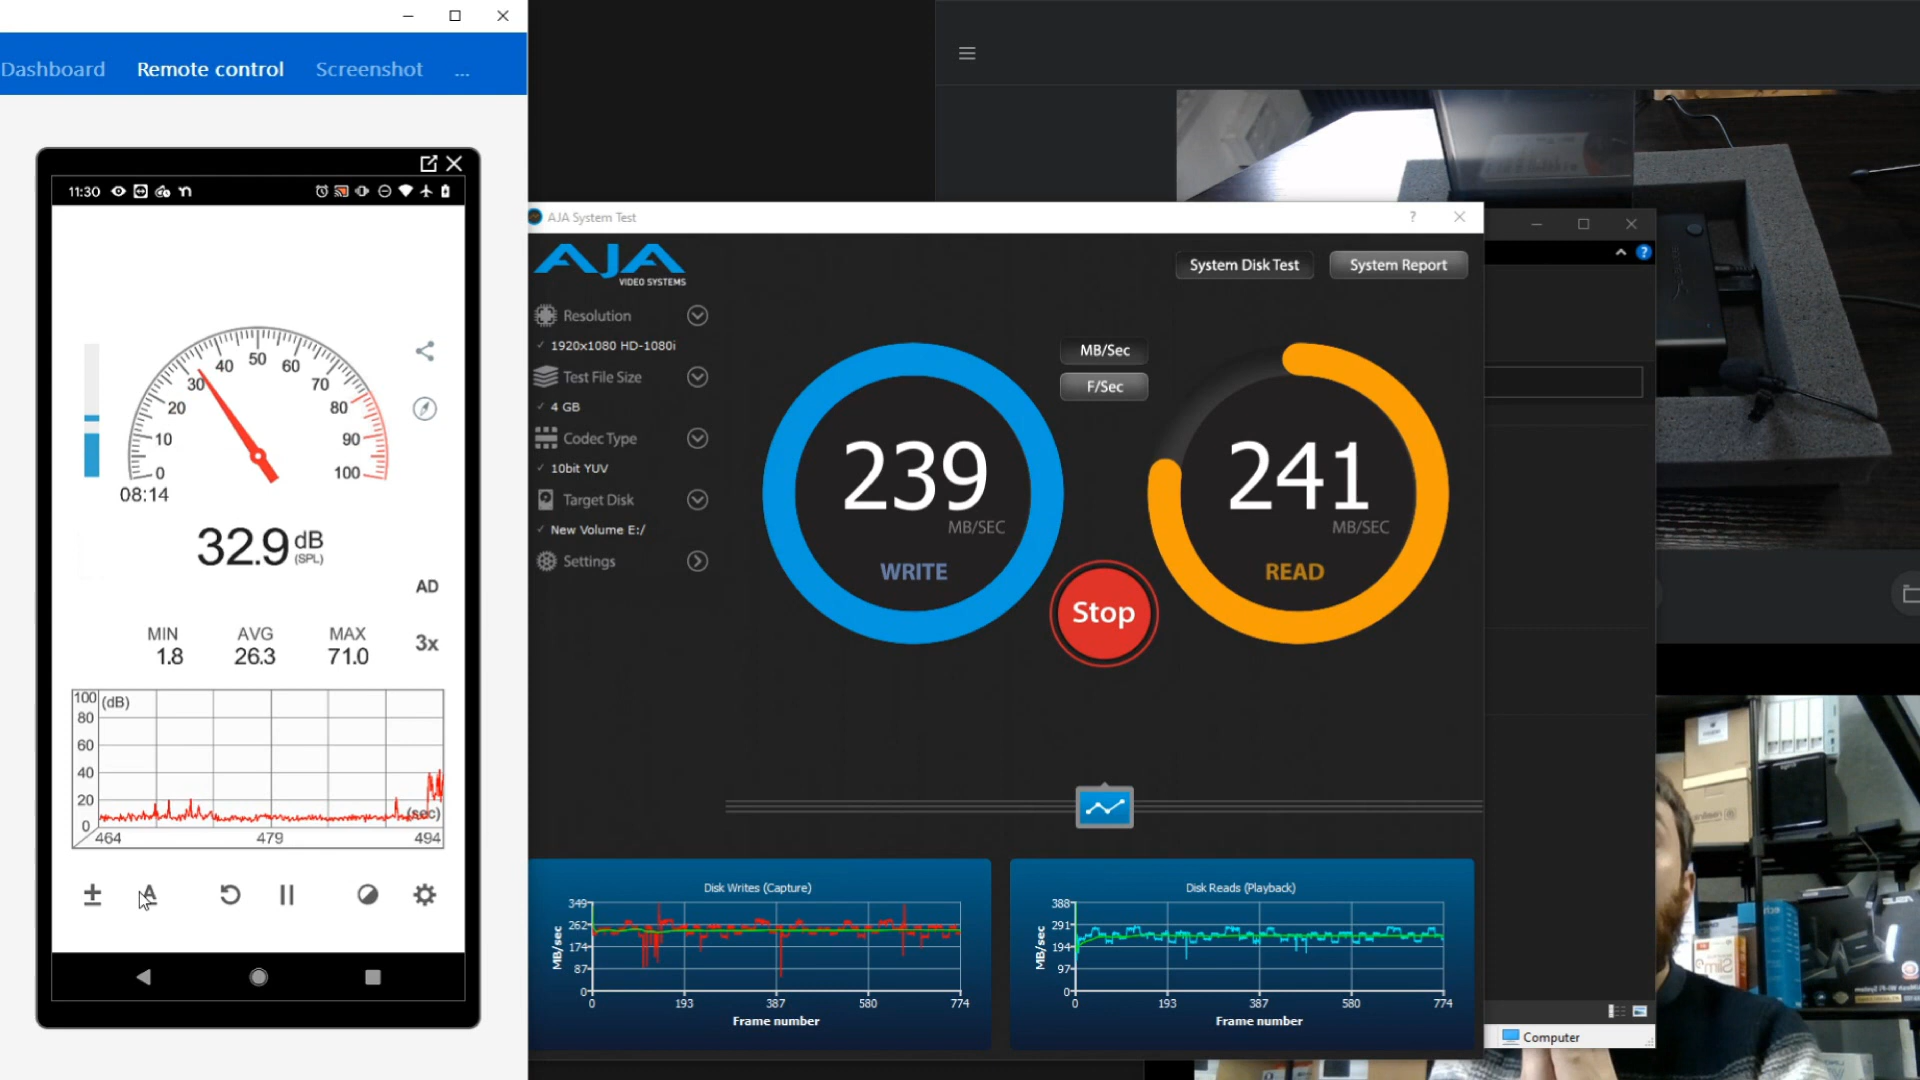 Dashboard Remote control Screenshot ...
11:30
0 10 20 30 40 50 60 70 80 90 100
08:14
32.9 dB
(SPL)
AD
MIN AVG MAX
1.8 26.3 71.0
3x
100 (dB)
80
60
40
20
0
(sec)
464 479 494
AJA System Test
?
AJA
VIDEO SYSTEMS
System Disk Test System Report
Resolution
1920x1080 HD-1080i
Test File Size
4 GB
Codec Type
10bit YUV
Target Disk
New Volume E:/
Settings
MB/Sec
F/Sec
239
MB/SEC
WRITE
241
MB/SEC
READ
Stop
Disk Writes (Capture)
MB/sec
349
262
174
87
0
0 193 387 580 774
Frame number
Disk Reads (Playback)
MB/sec
388
291
194
97
0
0 193 387 580 774
Frame number
?
Computer